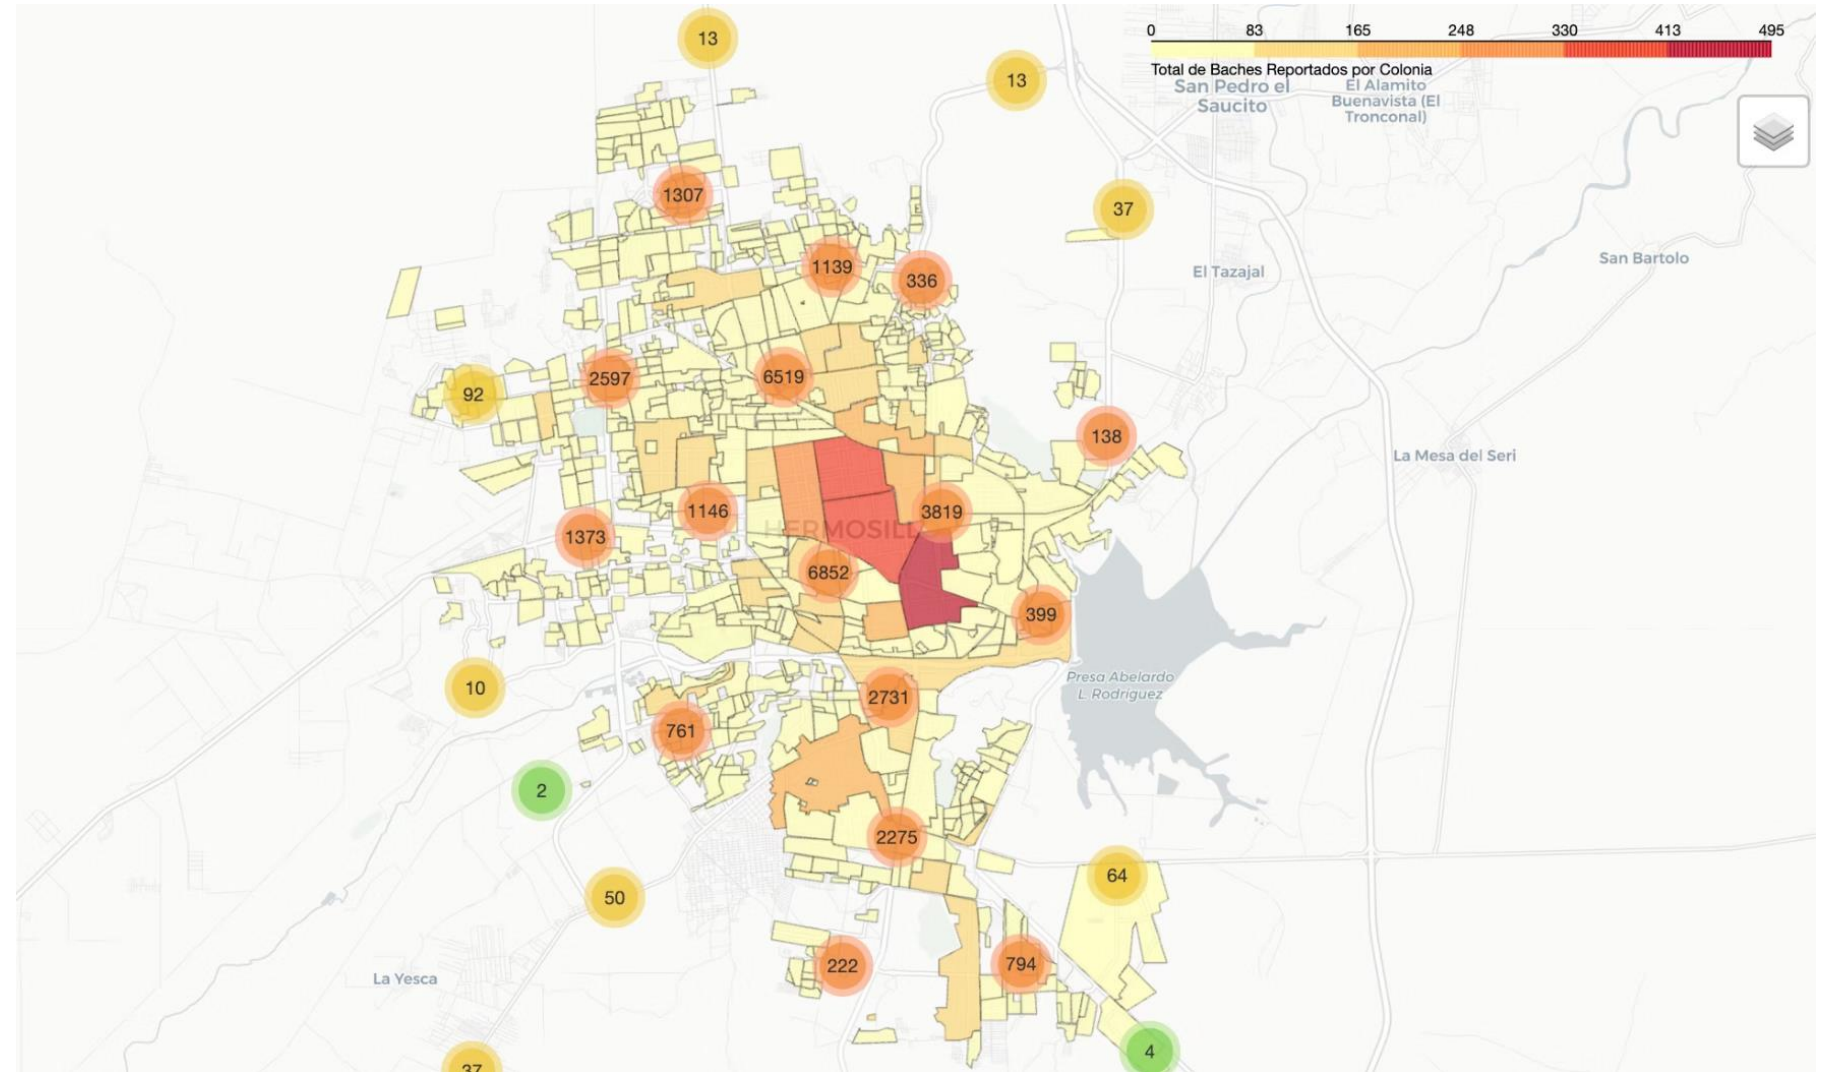 0 83 165 248 330 413 495
Total de Baches Reportados por Colonia
San Pedro el
Saucito
El Alamito
Buenavista (El
Tronconal)
13
13
1307
37
1139
336
El Tazajal
San Bartolo
2597
6519
92
138
La Mesa del Seri
1146
3819
1373
HERMOSILL
6852
399
10
Presa Abelardo
L. Rodríguez
2731
761
2
2275
64
50
222
794
La Yesca
4
37